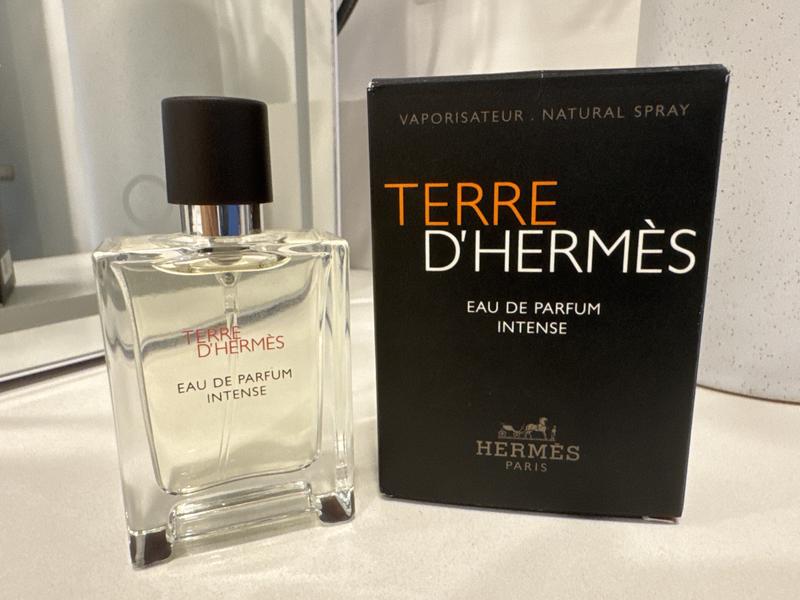 TERRE
D'HERMÈS
EAU DE PARFUM
INTENSE
VAPORISATEUR . NATURAL SPRAY
TERRE
D'HERMÈS
EAU DE PARFUM
INTENSE
HERMÈS
PARIS